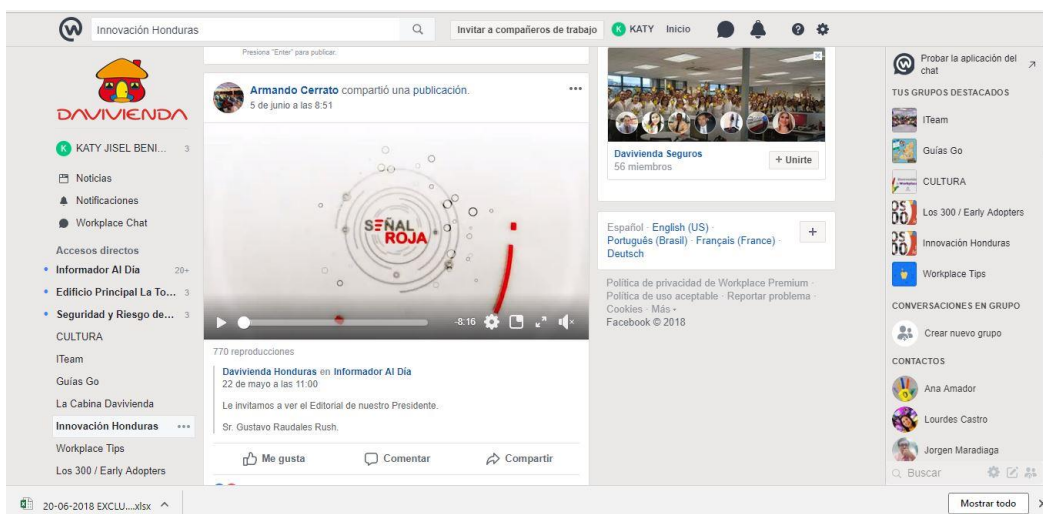 Innovación Honduras
Invitar a compañeros de trabajo
KATY
Inicio
DAVIVIENDA
K KATY JISEL BENI... 3
Noticias
Notificaciones
Workplace Chat
Accesos directos
Informador Al Día 20+
Edificio Principal La To... 3
Seguridad y Riesgo de... 3
CULTURA
ITeam
Guías Go
La Cabina Davivienda
Innovación Honduras
Workplace Tips
Los 300 / Early Adopters
Presiona "Enter" para publicar.
Armando Cerrato compartió una publicación.
5 de junio a las 8:51
SEÑAL
ROJA
-8:16
770 reproducciones
Davivienda Honduras en Informador Al Día
22 de mayo a las 11:00
Le invitamos a ver el Editorial de nuestro Presidente.
Sr. Gustavo Raudales Rush.
Me gusta
Comentar
Compartir
Davivienda Seguros
56 miembros
+ Unirte
Español · English (US) ·
Português (Brasil) · Français (France) ·
Deutsch
Política de privacidad de Workplace Premium ·
Política de uso aceptable · Reportar problema ·
Cookies · Más
Facebook © 2018
Probar la aplicación del
chat
TUS GRUPOS DESTACADOS
ITeam
Guías Go
CULTURA
Los 300 / Early Adopters
Innovación Honduras
Workplace Tips
CONVERSACIONES EN GRUPO
Crear nuevo grupo
CONTACTOS
Ana Amador
Lourdes Castro
Jorgen Maradiaga
Buscar
20-06-2018 EXCLU....xlsx
Mostrar todo